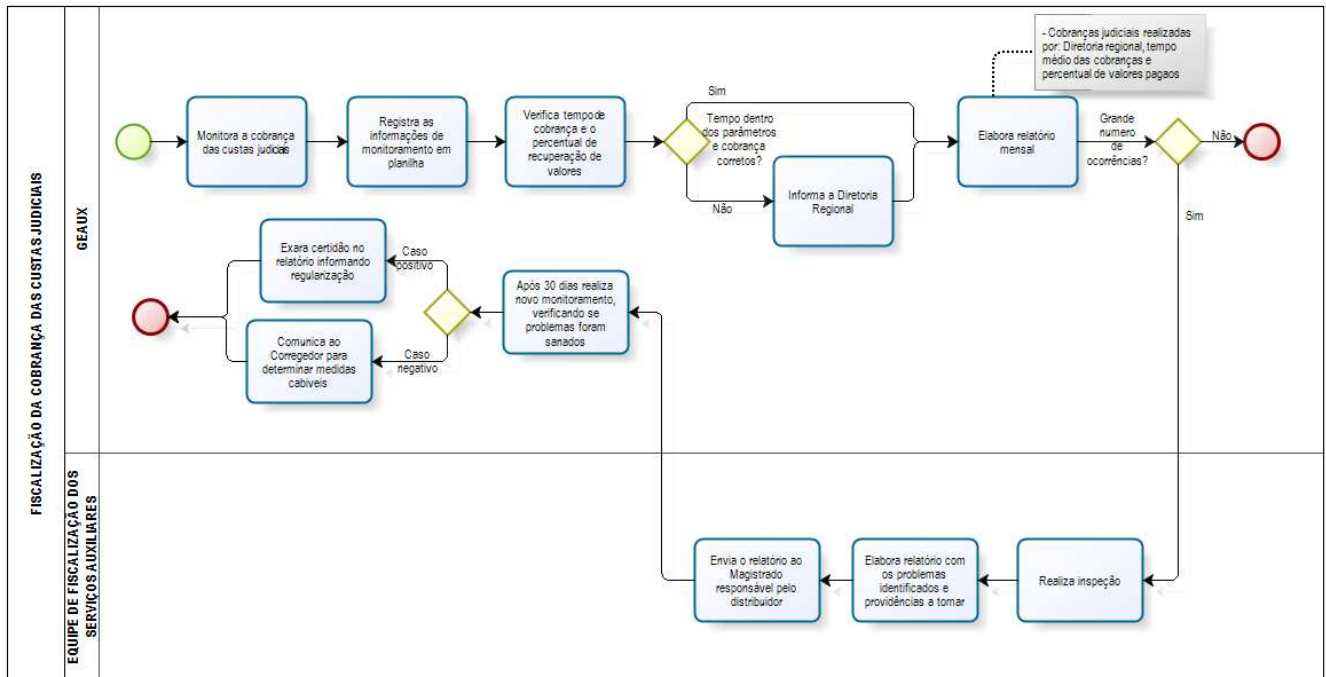 FISCALIZAÇÃO DA COBRANÇA DAS CUSTAS JUDICIAIS
GEAUX
Monitora a cobrança
das custas judiciais
Registra as
informações de
monitoramento em
planilha
Verifica tempo de
cobrança e o
percentual de
recuperação de
valores
Tempo dentro
dos parâmetros
e cobrança
corretos?
Sim
Não
Informa a Diretoria
Regional
Elabora relatório
mensal
- Cobranças judiciais realizadas
por: Diretoria regional, tempo
médio das cobranças e
percentual de valores pagaos
Grande
numero
de
ocorrências?
Não
Sim
Exara certidão no
relatório informando
regularização
Caso
positivo
Comunica ao
Corregedor para
determinar medidas
cabiveis
Caso
negativo
Após 30 dias realiza
novo monitoramento,
verificando se
problemas foram
sanados
EQUIPE DE FISCALIZAÇÃO DOS
SERVIÇOS AUXILIARES
Envia o relatório ao
Magistrado
responsável pelo
distribuidor
Elabora relatório com
os problemas
identificados e
providências a tomar
Realiza inspeção